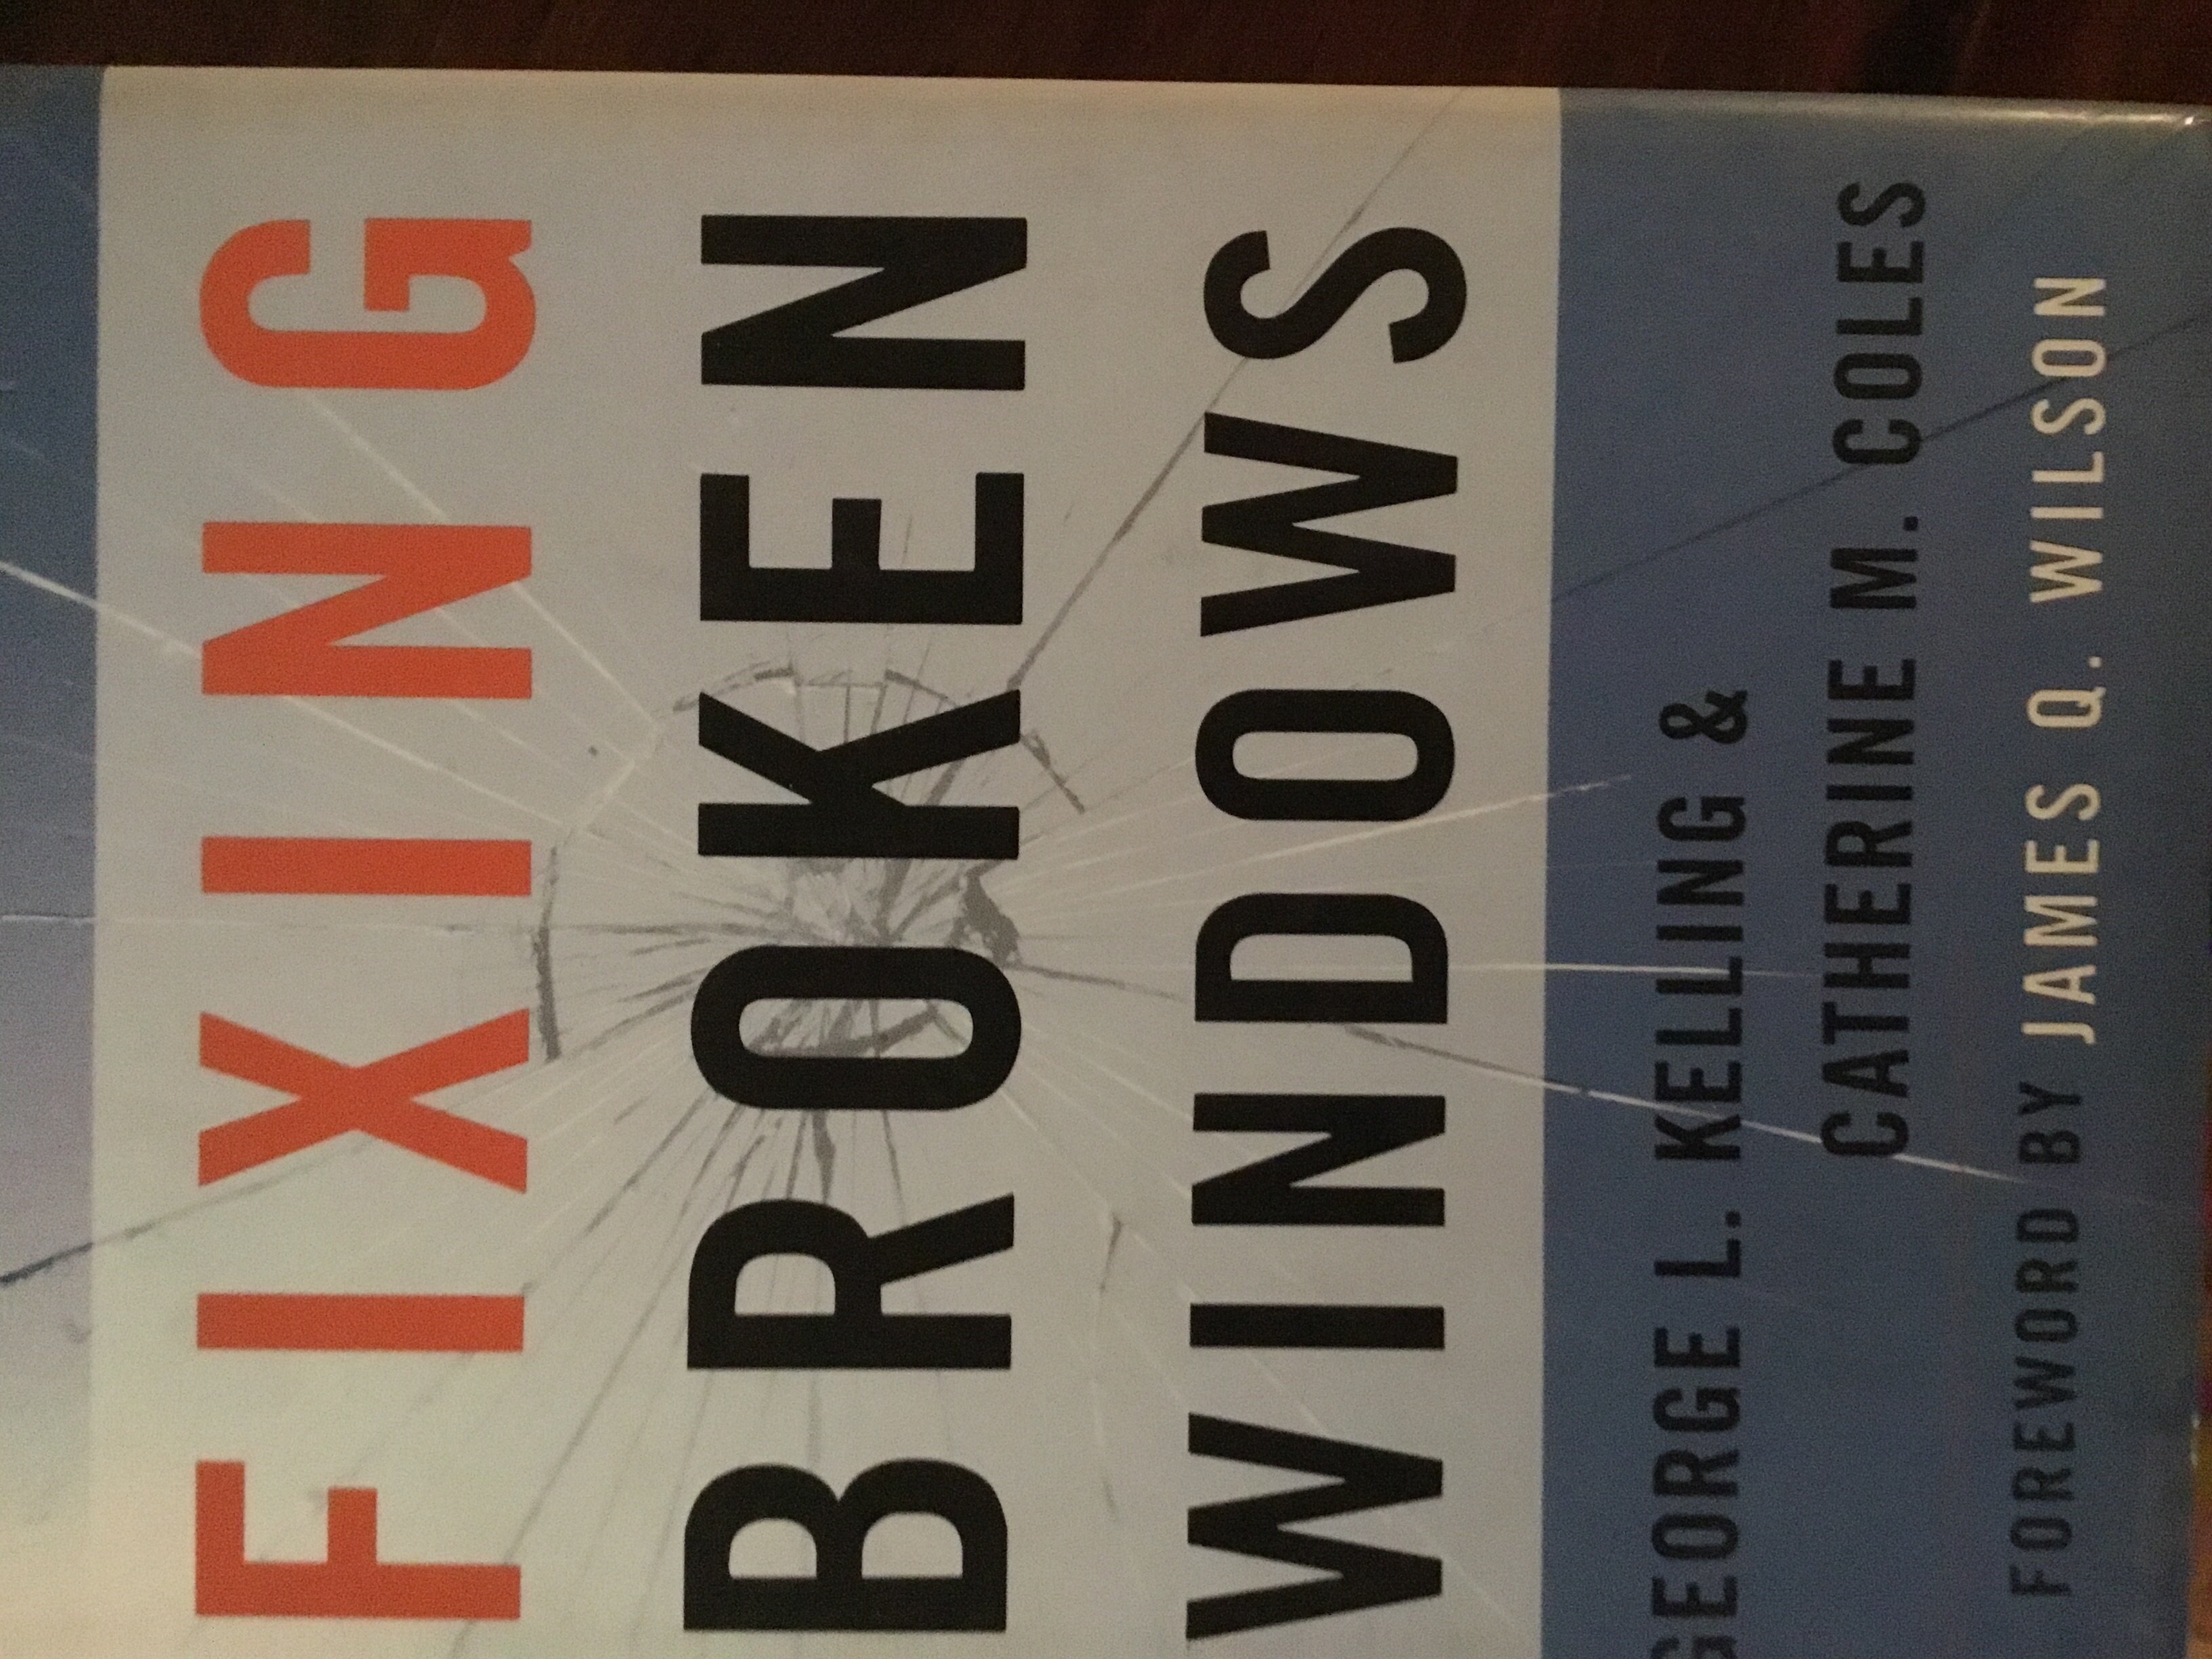 FIXING
BROKEN
WINDOWS
GEORGE L. KELLING &
CATHERINE M. COLES
FOREWORD BY JAMES Q. WILSON